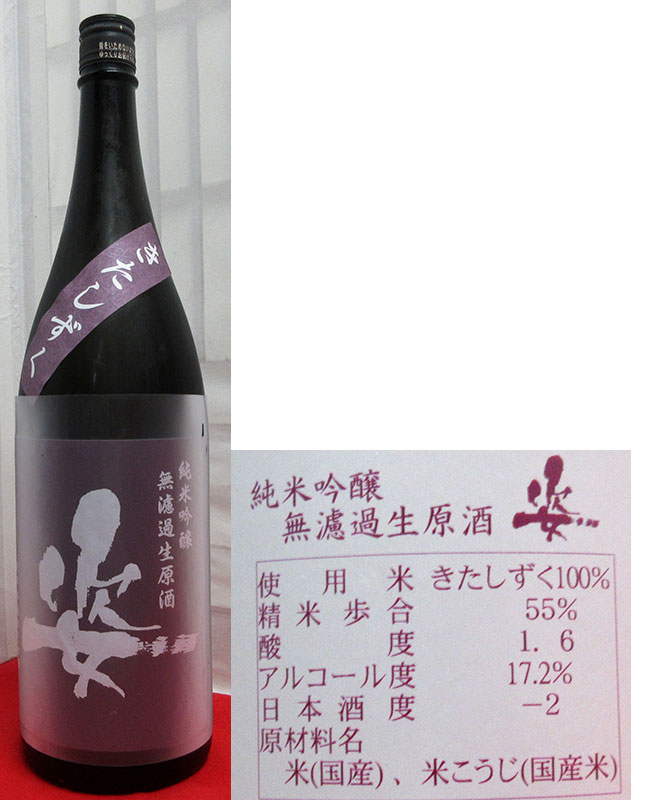 きたしずく
純米吟醸
無濾過生原酒
姿
純米吟醸
無濾過生原酒 姿
使用米 きたしずく100%
精米歩合 55%
酸度 1. 6
アルコール度 17.2%
日本酒度 −2
原材料名
米(国産)、米こうじ(国産米)